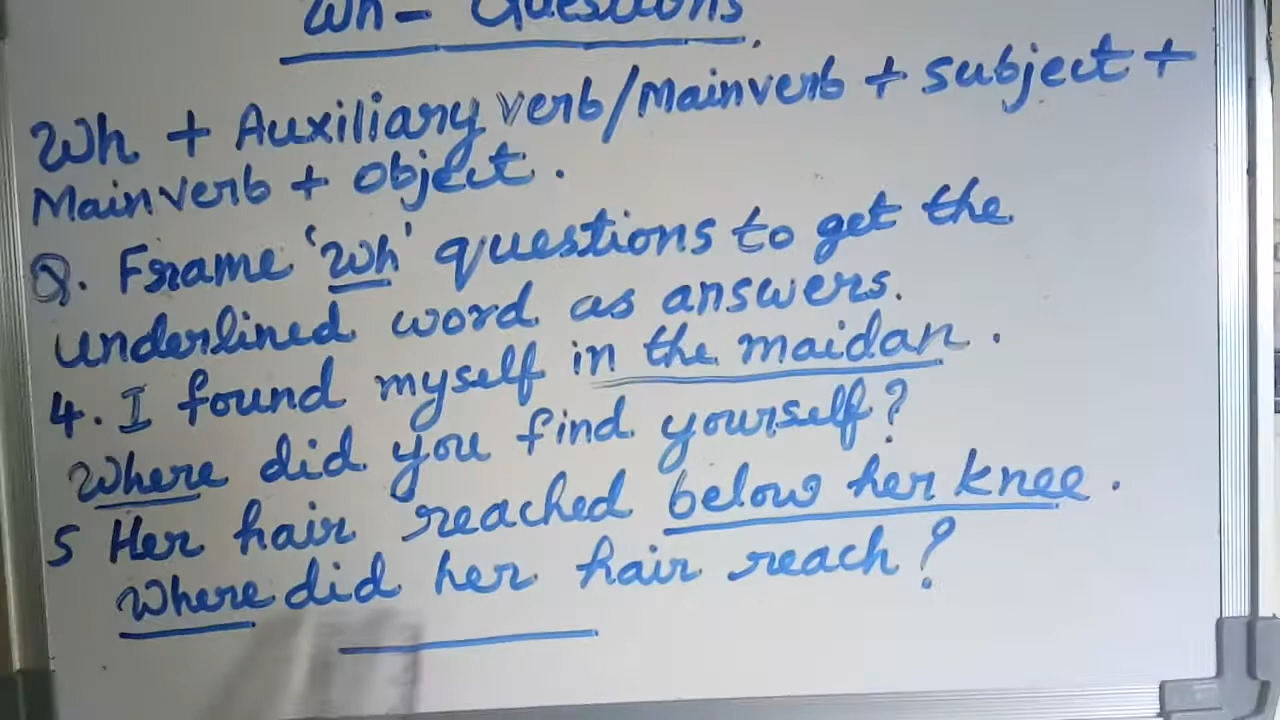 Wh - Questions
Wh + Auxiliary verb/Mainverb + subject +
Mainverb + Object.
Q. Frame 'Wh' questions to get the
underlined word as answers.
4. I found myself in the maidan.
Where did you find yourself?
5 Her hair reached below her knee.
Where did her hair reach?